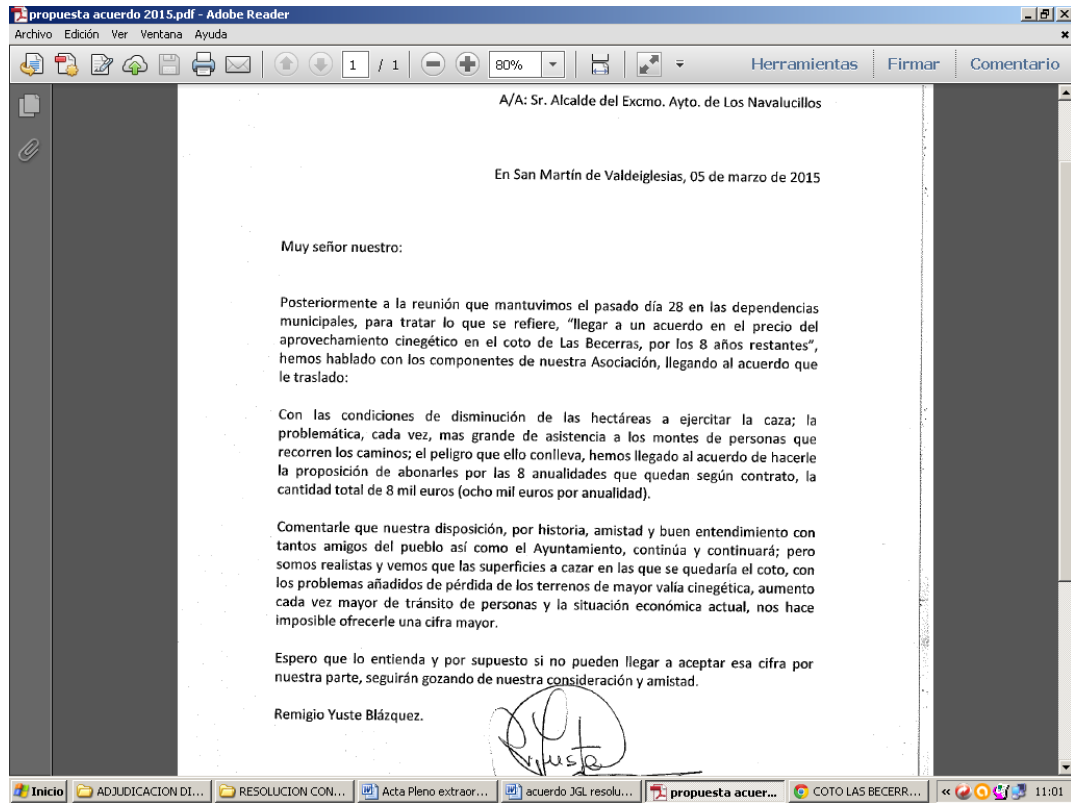 propuesta acuerdo 2015.pdf - Adobe Reader
Archivo Edición Ver Ventana Ayuda
1 / 1 80% Herramientas Firmar Comentario
A/A: Sr. Alcalde del Excmo. Ayto. de Los Navalucillos
En San Martín de Valdeiglesias, 05 de marzo de 2015
Muy señor nuestro:
Posteriormente a la reunión que mantuvimos el pasado día 28 en las dependencias
municipales, para tratar lo que se refiere, “llegar a un acuerdo en el precio del
aprovechamiento cinegético en el coto de Las Becerras, por los 8 años restantes”,
hemos hablado con los componentes de nuestra Asociación, llegando al acuerdo que
le traslado:
Con las condiciones de disminución de las hectáreas a ejercitar la caza; la
problemática, cada vez, mas grande de asistencia a los montes de personas que
recorren los caminos; el peligro que ello conlleva, hemos llegado al acuerdo de hacerle
la proposición de abonarles por las 8 anualidades que quedan según contrato, la
cantidad total de 8 mil euros (ocho mil euros por anualidad).
Comentarle que nuestra disposición, por historia, amistad y buen entendimiento con
tantos amigos del pueblo así como el Ayuntamiento, continúa y continuará; pero
somos realistas y vemos que las superficies a cazar en las que se quedaría el coto, con
los problemas añadidos de pérdida de los terrenos de mayor valía cinegética, aumento
cada vez mayor de tránsito de personas y la situación económica actual, nos hace
imposible ofrecerle una cifra mayor.
Espero que lo entienda y por supuesto si no pueden llegar a aceptar esa cifra por
nuestra parte, seguirán gozando de nuestra consideración y amistad.
Remigio Yuste Blázquez.
Inicio ADJUDICACION DI... RESOLUCION CON... Acta Pleno extraor... acuerdo JGL resolu... propuesta acuer... COTO LAS BECERR... « 11:01